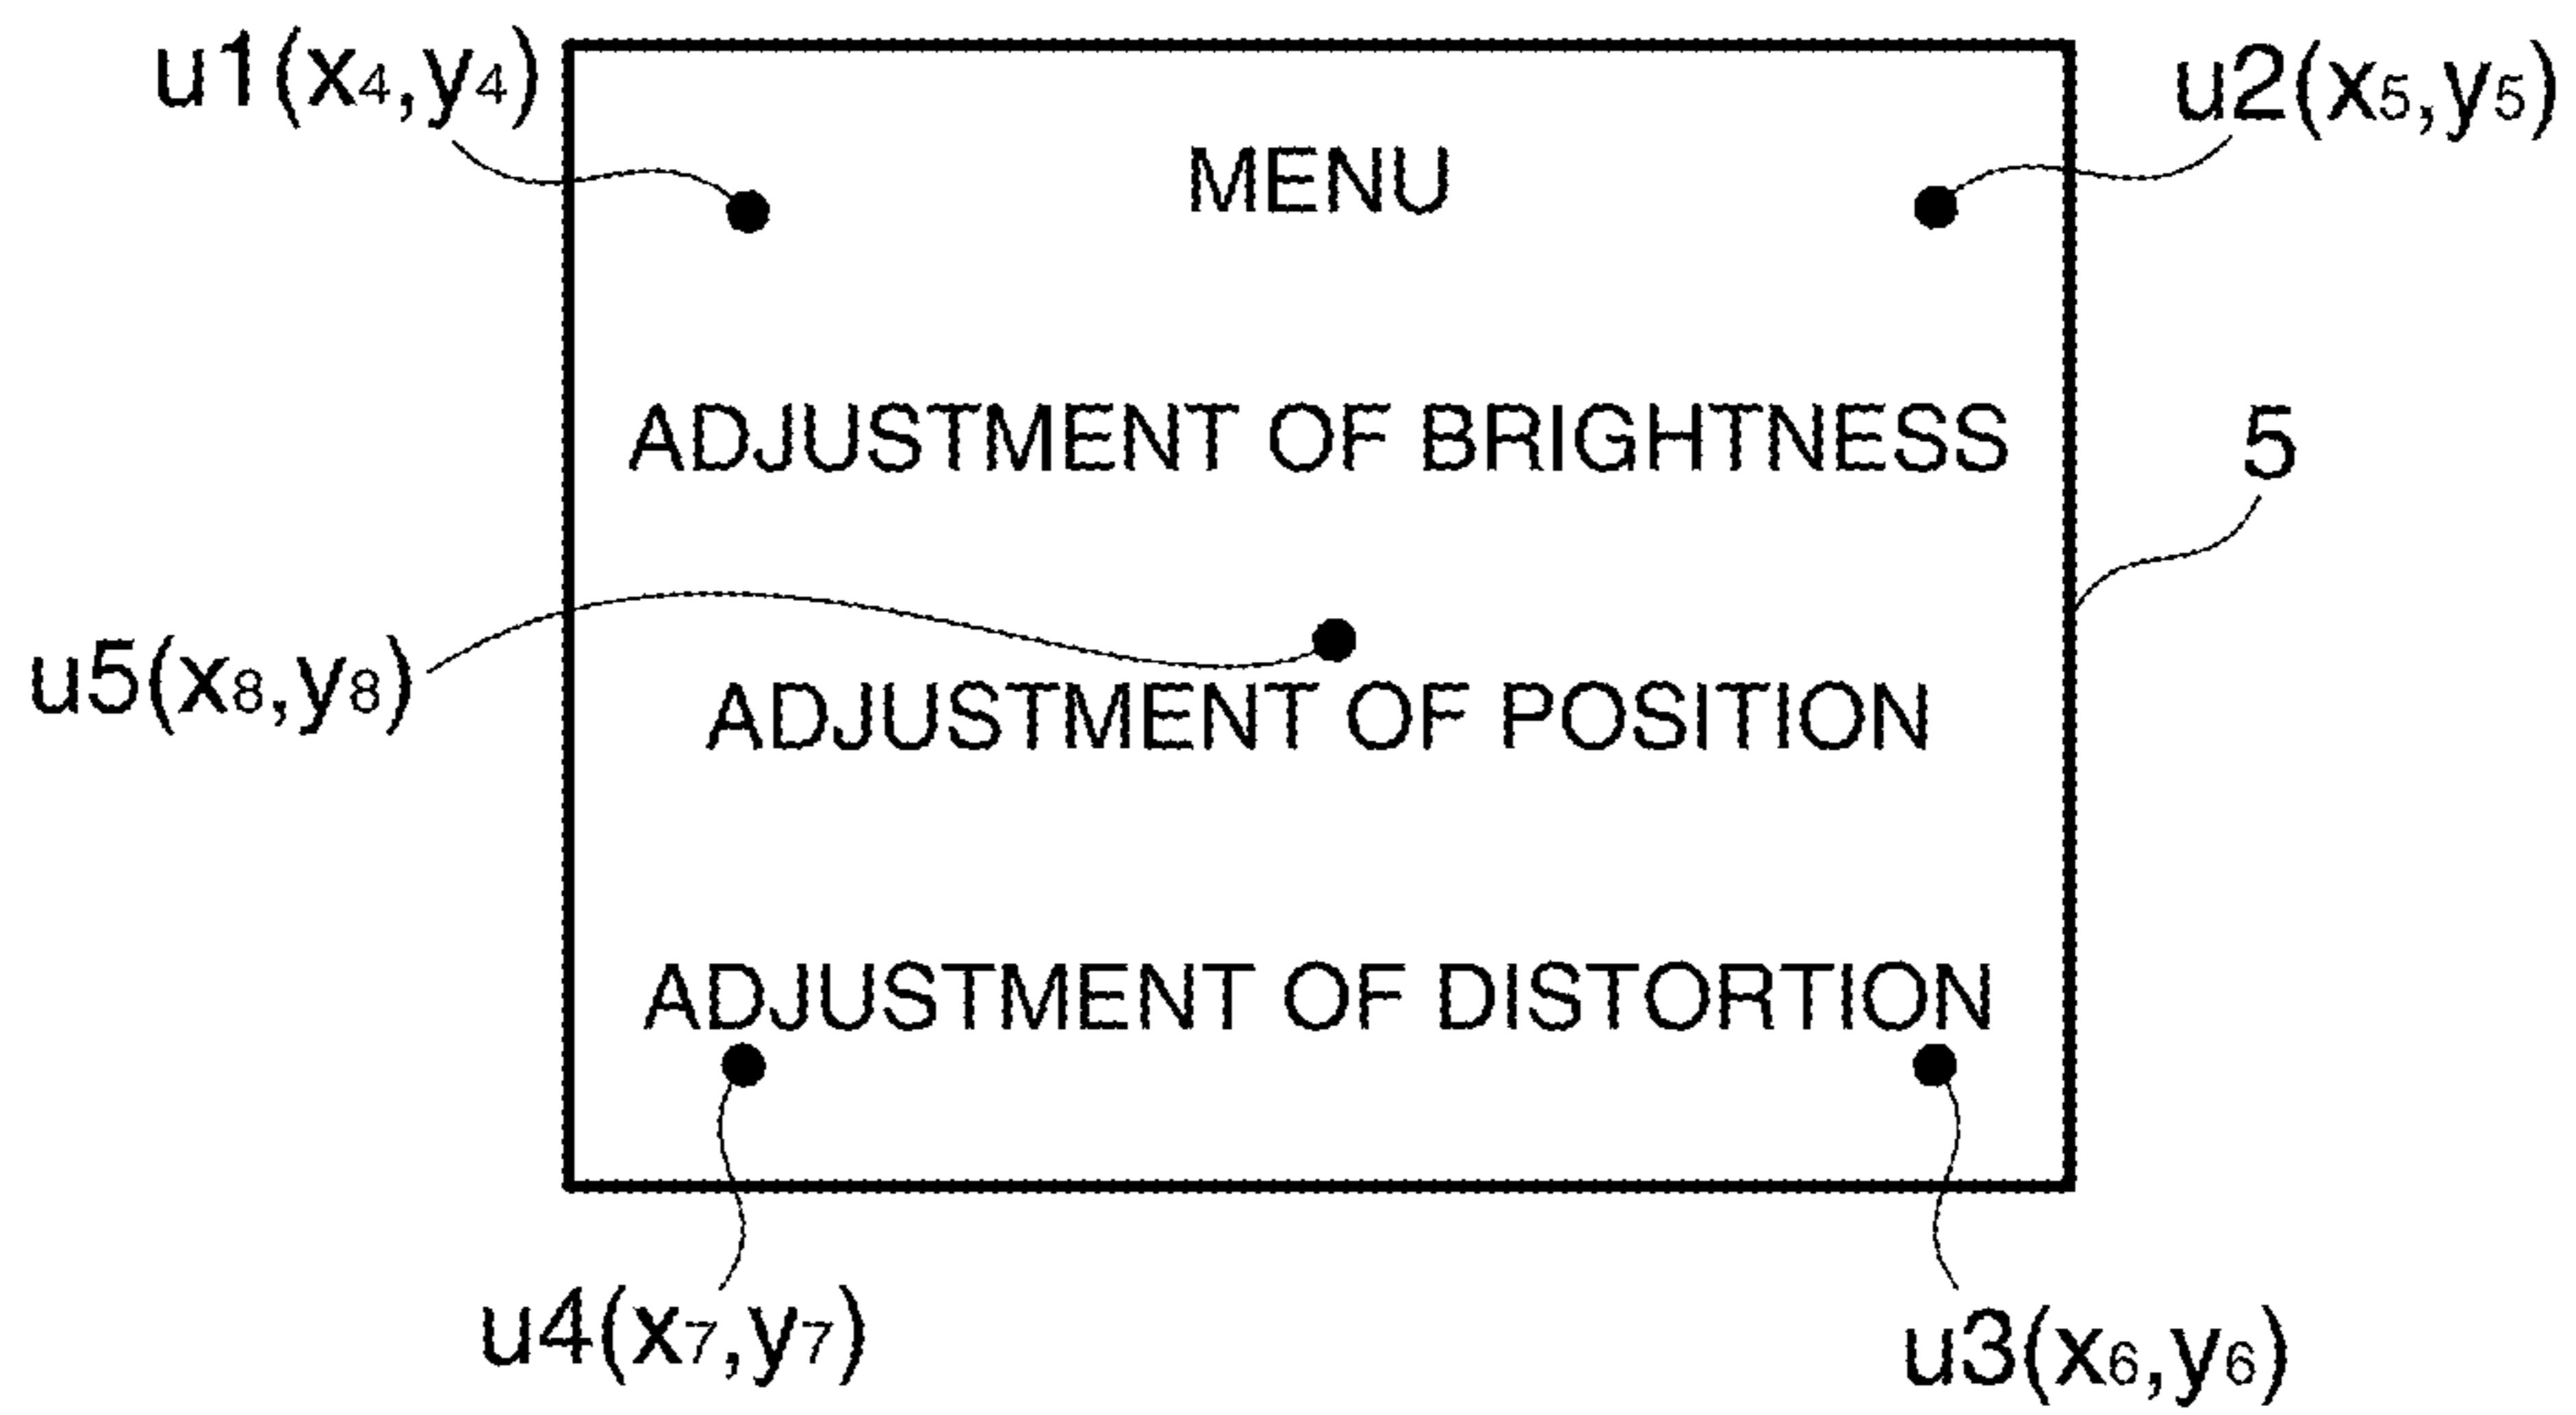 u1(x4,y4)
u2(x5,y5)
MENU
ADJUSTMENT OF BRIGHTNESS
5
u5(x8,y8)
ADJUSTMENT OF POSITION
ADJUSTMENT OF DISTORTION
u4(x7,y7)
u3(x6,y6)